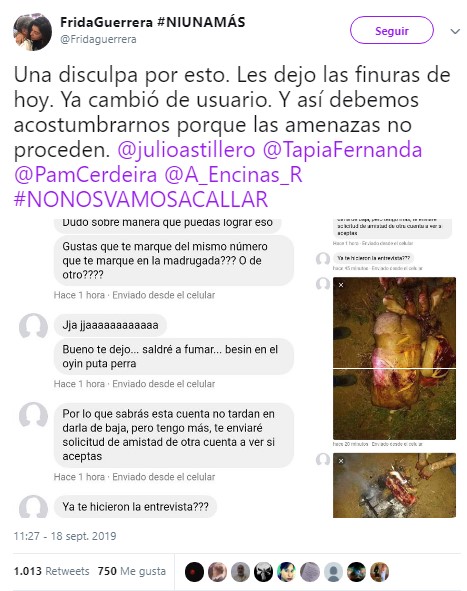 FridaGuerrera #NIUNAMÁS
@Fridaguerrera
Seguir
Una disculpa por esto. Les dejo las finuras de
hoy. Ya cambió de usuario. Y así debemos
acostumbrarnos porque las amenazas no
proceden. @julioastillero @TapiaFernanda
@PamCerdeira @A_Encinas_R
#NONOSVAMOSACALLAR
Dudo sobre manera que puedas lograr eso
Gustas que te marque del mismo número
que te marque en la madrugada??? O de
otro????
Hace 1 hora · Enviado desde el celular
Jja jjaaaaaaaaaaaa
Bueno te dejo... saldré a fumar... besin en el
oyin puta perra
Hace 1 hora · Enviado desde el celular
Por lo que sabrás esta cuenta no tardan en
darla de baja, pero tengo más, te enviaré
solicitud de amistad de otra cuenta a ver si
aceptas
Hace 1 hora · Enviado desde el celular
Ya te hicieron la entrevista???
darla de baja, pero tengo más, te enviaré
solicitud de amistad de otra cuenta a ver si
aceptas
Hace 1 hora · Enviado desde el celular
Ya te hicieron la entrevista???
Hace 45 minutos · Enviado desde el celular
Hace 20 minutos · Enviado desde el celular
11:27 - 18 sept. 2019
1.013 Retweets 750 Me gusta